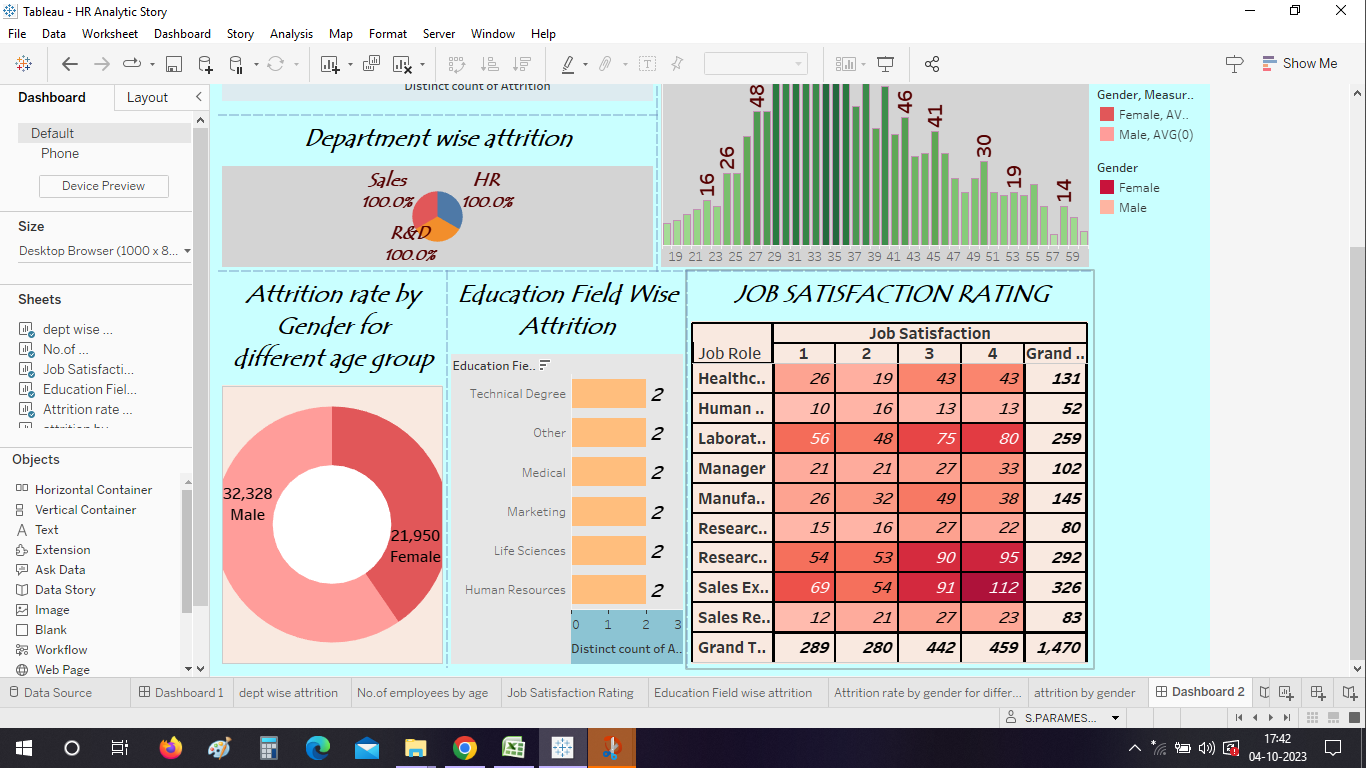 Tableau - HR Analytic Story
File Data Worksheet Dashboard Story Analysis Map Format Server Window Help
Show Me
Dashboard Layout
Default
Phone
Device Preview
Size
Desktop Browser (1000 x 8...
Sheets
dept wise ...
No.of ...
Job Satisfacti...
Education Fiel...
Attrition rate ...
Objects
Horizontal Container
Vertical Container
Text
Extension
Ask Data
Data Story
Image
Blank
Workflow
Web Page
Distinct count of Attrition
Department wise attrition
Sales
100.0%
HR
100.0%
R&D
100.0%
16 26 48 46 41 30 19 14
19 21 23 25 27 29 31 33 35 37 39 41 43 45 47 49 51 53 55 57 59
Gender, Measur..
Female, AV..
Male, AVG(0)
Gender
Female
Male
Attrition rate by
Gender for
different age group
32,328
Male
21,950
Female
Education Field Wise
Attrition
Education Fie..
Technical Degree 2
Other 2
Medical 2
Marketing 2
Life Sciences 2
Human Resources 2
0 1 2 3
Distinct count of A..
JOB SATISFACTION RATING
Job Satisfaction
Job Role 1 2 3 4 Grand ..
Healthc.. 26 19 43 43 131
Human .. 10 16 13 13 52
Laborat.. 56 48 75 80 259
Manager 21 21 27 33 102
Manufa.. 26 32 49 38 145
Researc.. 15 16 27 22 80
Researc.. 54 53 90 95 292
Sales Ex.. 69 54 91 112 326
Sales Re.. 12 21 27 23 83
Grand T.. 289 280 442 459 1,470
Data Source Dashboard 1 dept wise attrition No.of employees by age Job Satisfaction Rating Education Field wise attrition Attrition rate by gender for differ... attrition by gender Dashboard 2
S.PARAMES...
17:42
04-10-2023